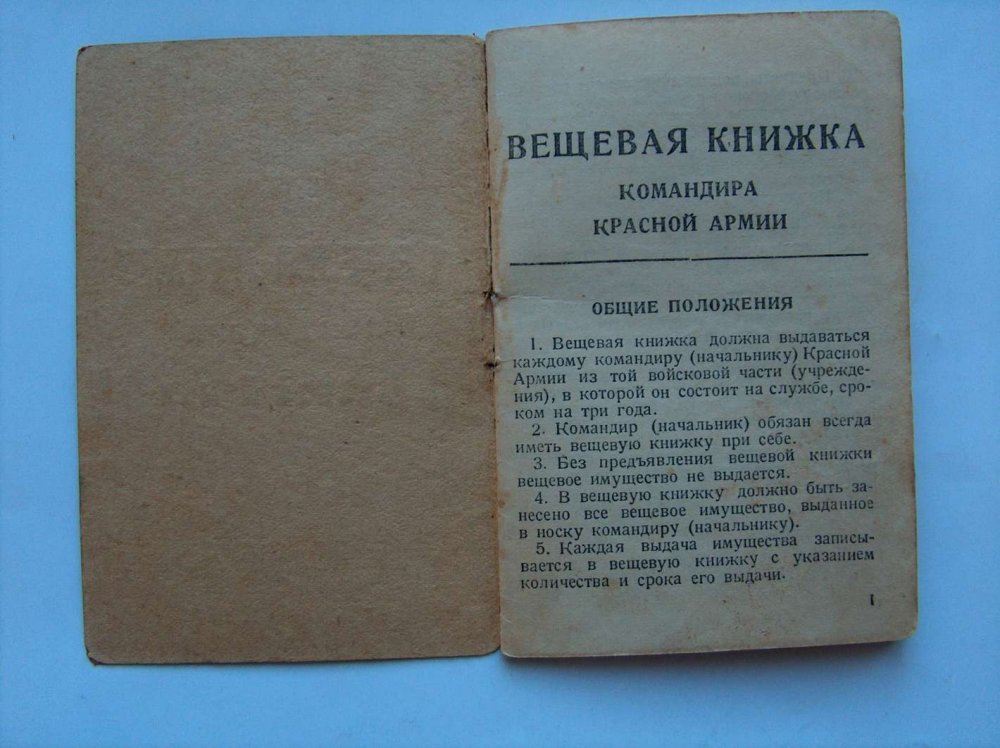 ВЕЩЕВАЯ КНИЖКА
КОМАНДИРА
КРАСНОЙ АРМИИ
ОБЩИЕ ПОЛОЖЕНИЯ
1. Вещевая книжка должна выдаваться
каждому командиру (начальнику) Красной
Армии из той войсковой части (учрежде-
ния), в которой он состоит на службе, сро-
ком на три года.
2. Командир (начальник) обязан всегда
иметь вещевую книжку при себе.
3. Без предъявления вещевой книжки
вещевое имущество не выдается.
4. В вещевую книжку должно быть за-
несено все вещевое имущество, выданное
в носку командиру (начальнику).
5. Каждая выдача имущества записы-
вается в вещевую книжку с указанием
количества и срока его выдачи.
1